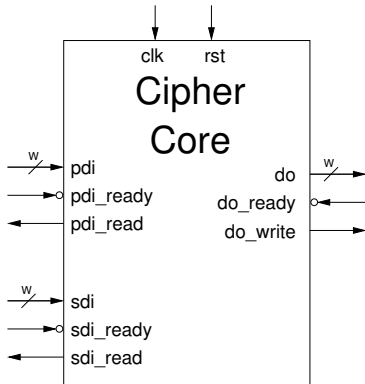 clk rst
Cipher
Core
w
pdi
pdi_ready
pdi_read
w
do
do_ready
do_write
w
sdi
sdi_ready
sdi_read